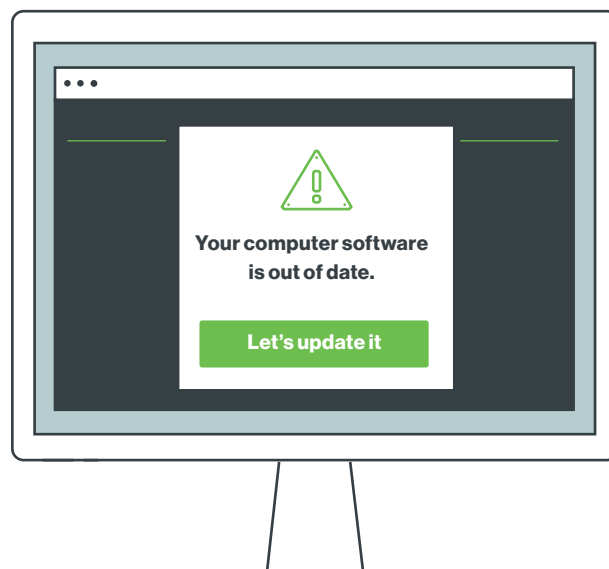 Your computer software
is out of date.
Let’s update it